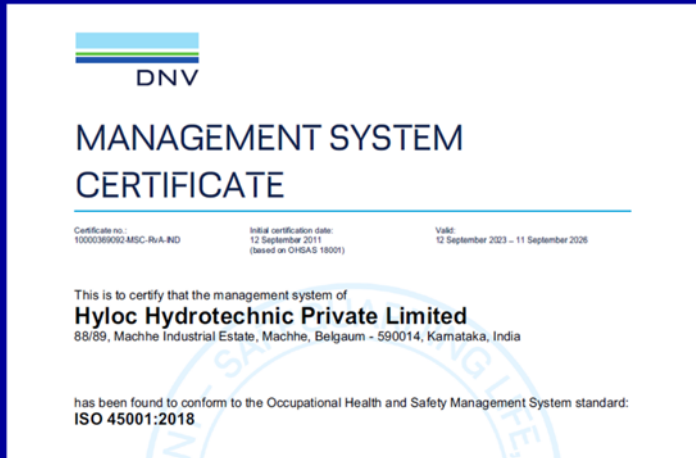 DNV
MANAGEMENT SYSTEM
CERTIFICATE
Certificate no.:
10000369092-MSC-RvA-IND
Initial certification date:
12 September 2011
(based on OHSAS 18001)
Valid:
12 September 2023 – 11 September 2026
This is to certify that the management system of
Hyloc Hydrotechnic Private Limited
88/89, Machhe Industrial Estate, Machhe, Belgaum - 590014, Karnataka, India
has been found to conform to the Occupational Health and Safety Management System standard:
ISO 45001:2018